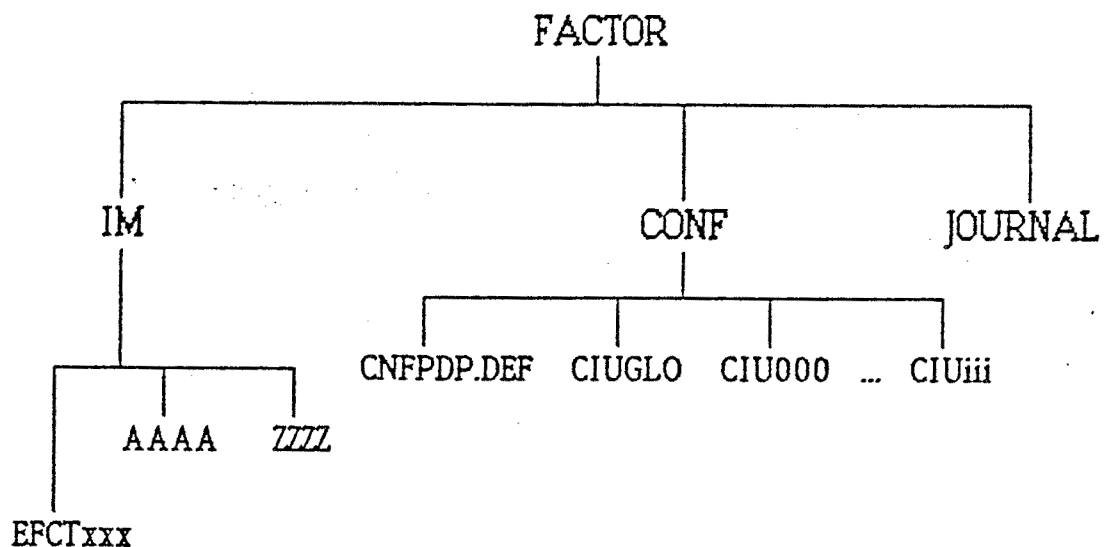 FACTOR
IM CONF JOURNAL
CNFPDP.DEF CIUGLO CIU000 ... CIUiii
AAAA ZZZZ
EFCTxxx